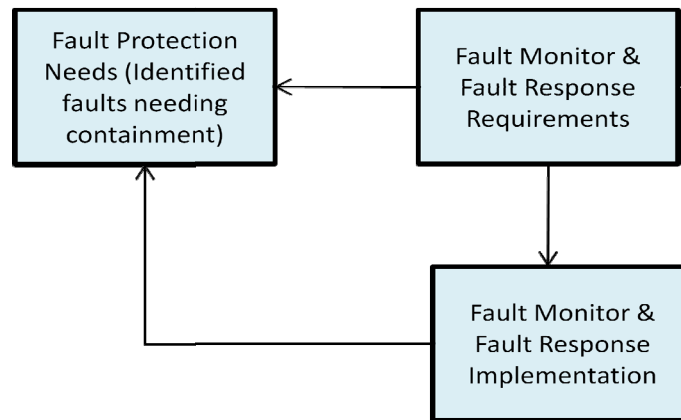 Fault Protection
Needs (Identified
faults needing
containment)
Fault Monitor &
Fault Response
Requirements
Fault Monitor &
Fault Response
Implementation